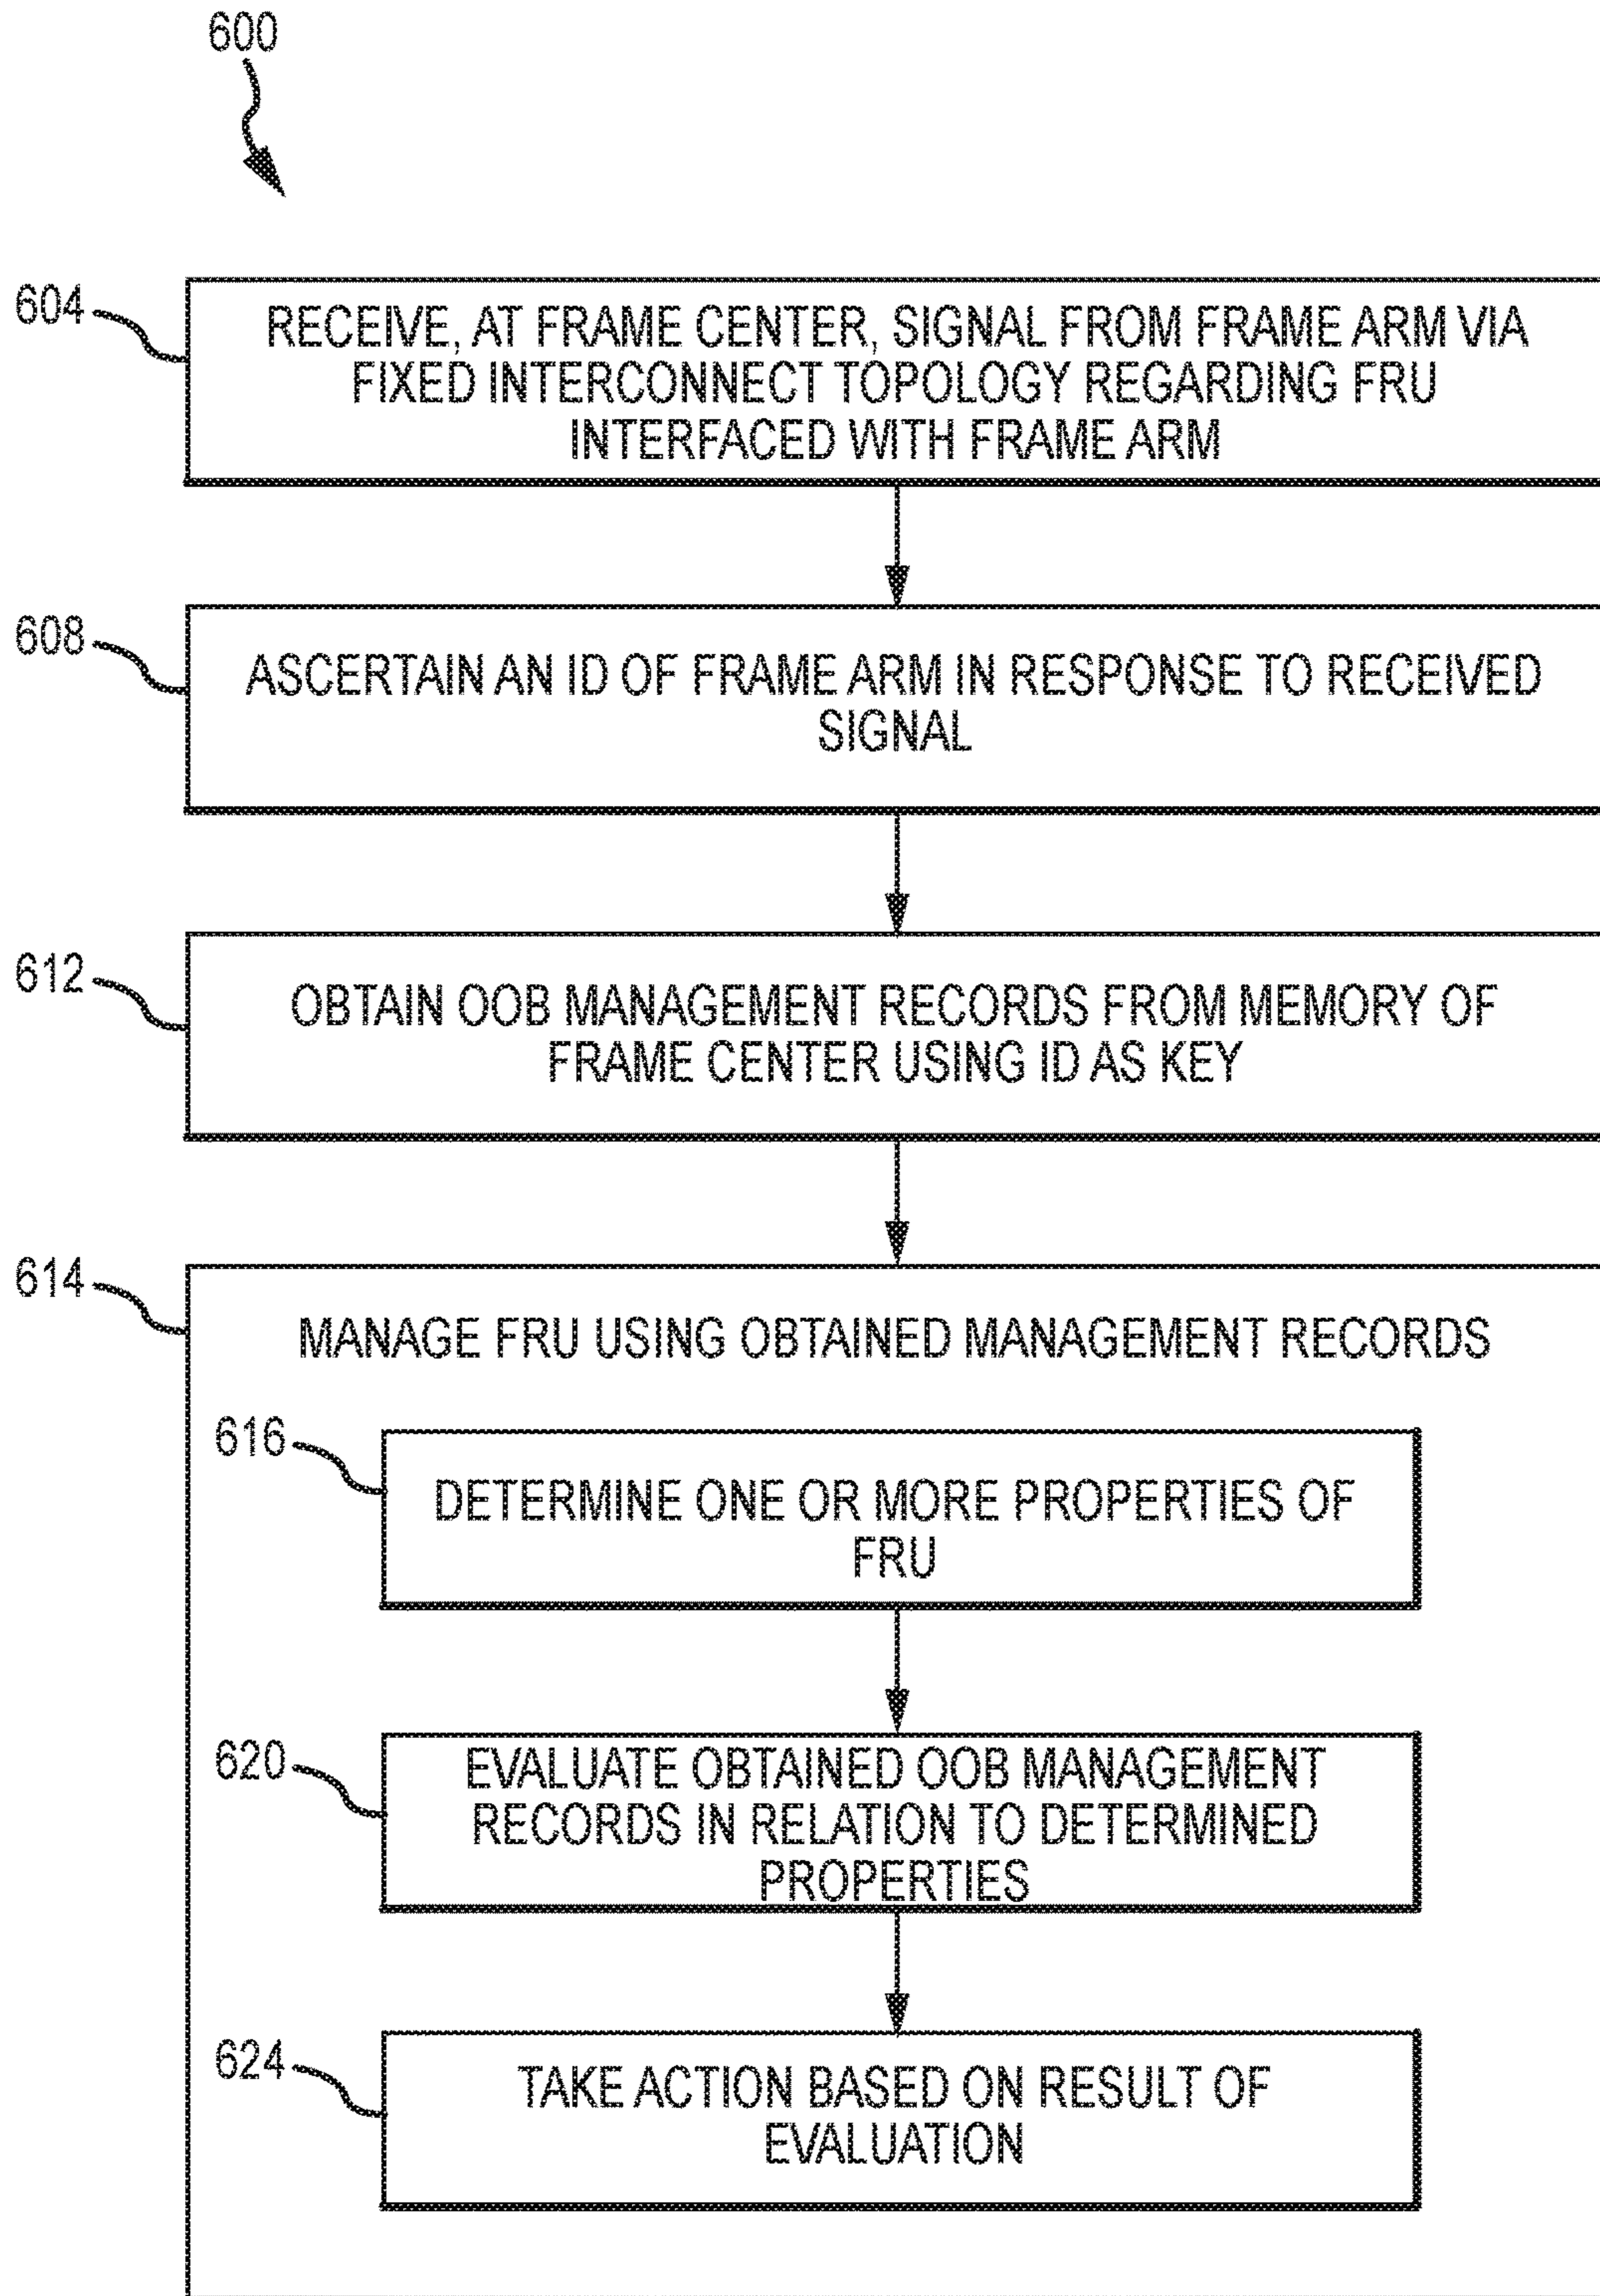 600
604
RECEIVE, AT FRAME CENTER, SIGNAL FROM FRAME ARM VIA
FIXED INTERCONNECT TOPOLOGY REGARDING FRU
INTERFACED WITH FRAME ARM
608
ASCERTAIN AN ID OF FRAME ARM IN RESPONSE TO RECEIVED
SIGNAL
612
OBTAIN OOB MANAGEMENT RECORDS FROM MEMORY OF
FRAME CENTER USING ID AS KEY
614
MANAGE FRU USING OBTAINED MANAGEMENT RECORDS
616
DETERMINE ONE OR MORE PROPERTIES OF
FRU
620
EVALUATE OBTAINED OOB MANAGEMENT
RECORDS IN RELATION TO DETERMINED
PROPERTIES
624
TAKE ACTION BASED ON RESULT OF
EVALUATION